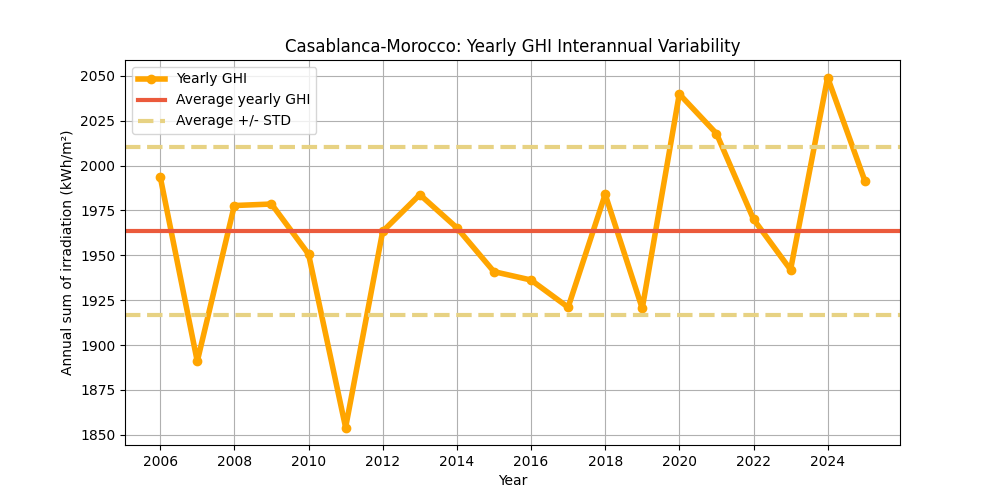 Casablanca-Morocco: Yearly GHI Interannual Variability
Yearly GHI
Average yearly GHI
Average +/- STD
Annual sum of irradiation (kWh/m²)
2050
2025
2000
1975
1950
1925
1900
1875
1850
2006 2008 2010 2012 2014 2016 2018 2020 2022 2024
Year